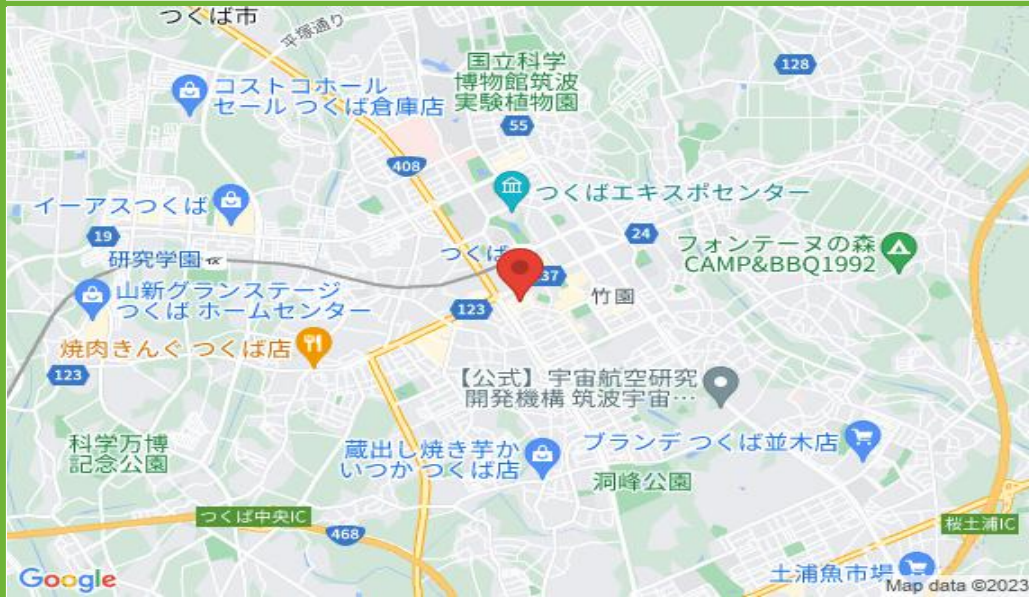 つくば市
平塚通り
国立科学
博物館筑波
実験植物園
128
コストコホール
セール つくば倉庫店
55
408
イーアスつくば
つくばエキスポセンター
19
24
研究学園
つくば
フォンテーヌの森
CAMP&BBQ1992
37
山新グランステージ
つくば ホームセンター
123
竹園
焼肉きんぐ つくば店
123
【公式】宇宙航空研究
開発機構 筑波宇宙…
科学万博
記念公園
蔵出し焼き芋か
いつか つくば店
ブランデ つくば並木店
洞峰公園
つくば中央IC
468
桜土浦IC
土浦魚市場
Google
Map data ©2023